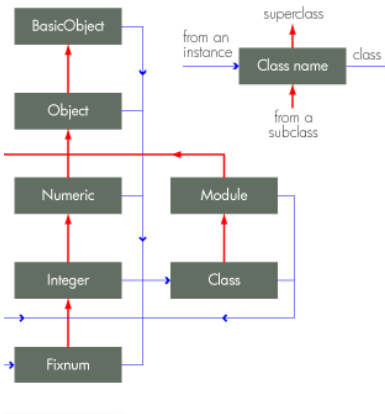 BasicObject
superclass
from an
instance
Class name
class
Object
from a
subclass
Numeric
Module
Integer
Class
Fixnum